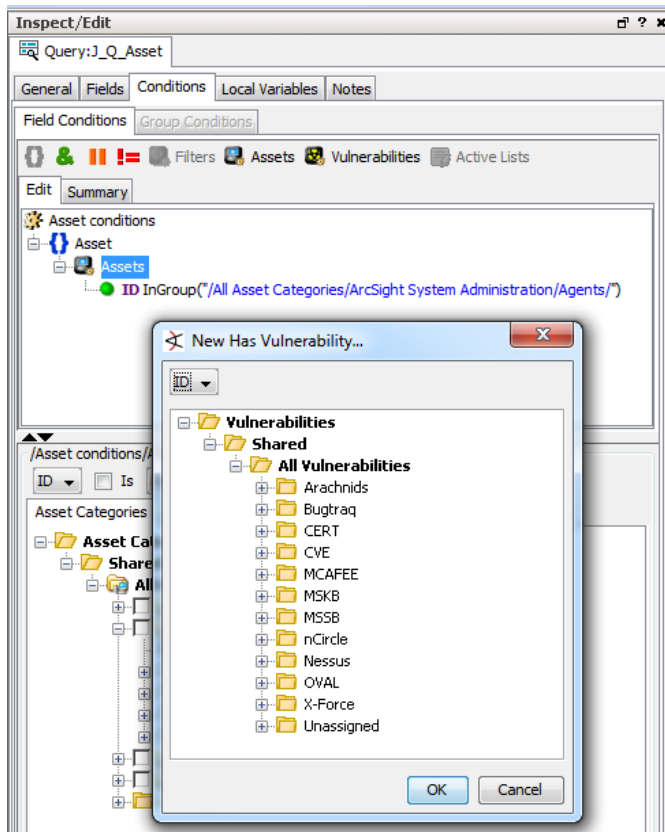 Inspect/Edit
Query:J_Q_Asset
General Fields Conditions Local Variables Notes
Field Conditions Group Conditions
Filters Assets Vulnerabilities Active Lists
Edit Summary
Asset conditions
Asset
Assets
ID InGroup("/All Asset Categories/ArcSight System Administration/Agents/")
New Has Vulnerability...
ID
Vulnerabilities
Shared
All Vulnerabilities
Arachnids
Bugtraq
CERT
CVE
MCAFEE
MSKB
MSSB
nCircle
Nessus
OVAL
X-Force
Unassigned
OK Cancel
/Asset conditions/
ID Is
Asset Categories
Asset
Share
All